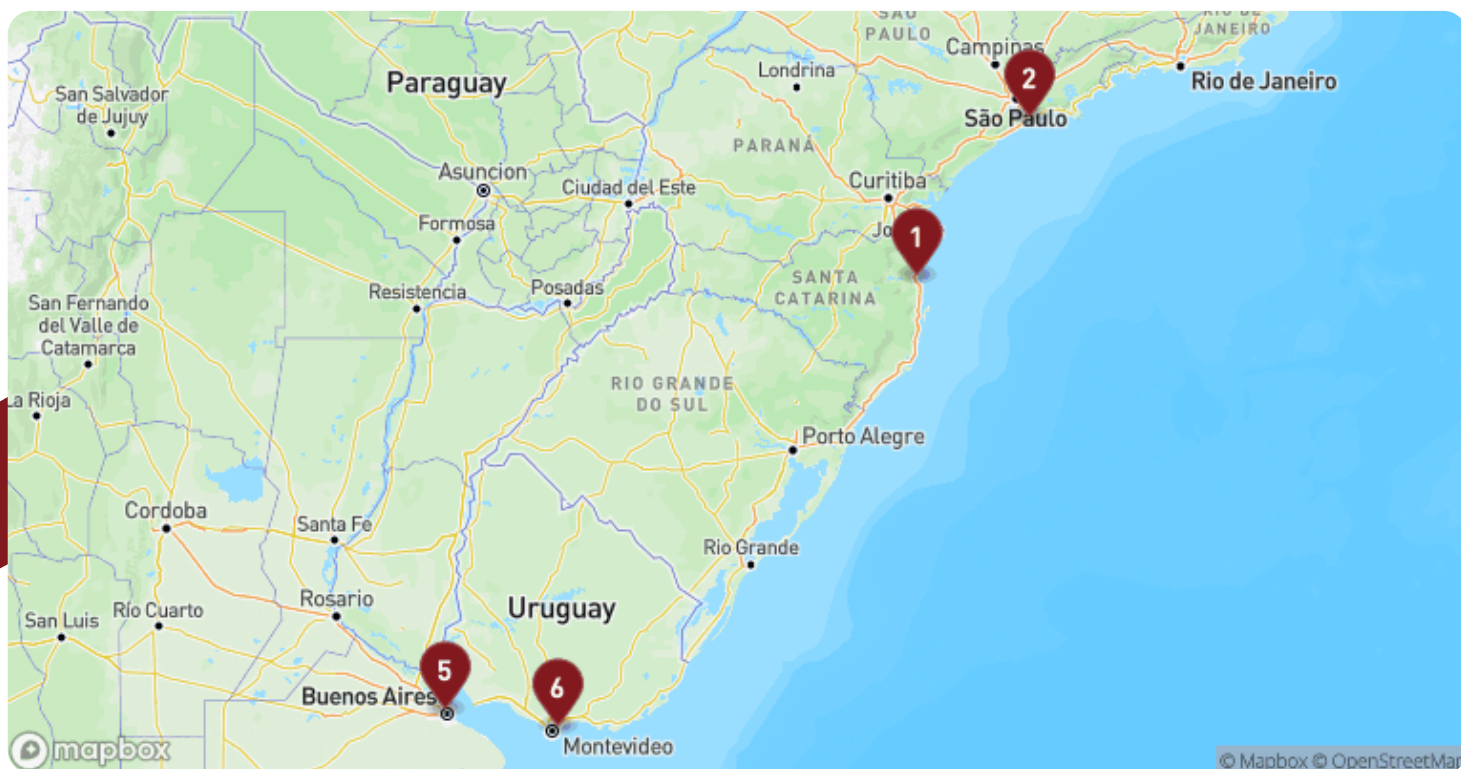 SÃO
PAULO
RIO DE
JANEIRO
Campinas
Londrina
2
Rio de Janeiro
Paraguay
San Salvador
de Jujuy
São Paulo
PARANÁ
Asuncion
Ciudad del Este
Curitiba
Formosa
1
SANTA
CATARINA
Resistencia
Posadas
San Fernando
del Valle de
Catamarca
La Rioja
RIO GRANDE
DO SUL
Porto Alegre
Cordoba
Santa Fe
Rio Grande
Rosario
Río Cuarto
San Luis
Uruguay
5
6
Buenos Aires
Montevideo
mapbox
© Mapbox © OpenStreetMap